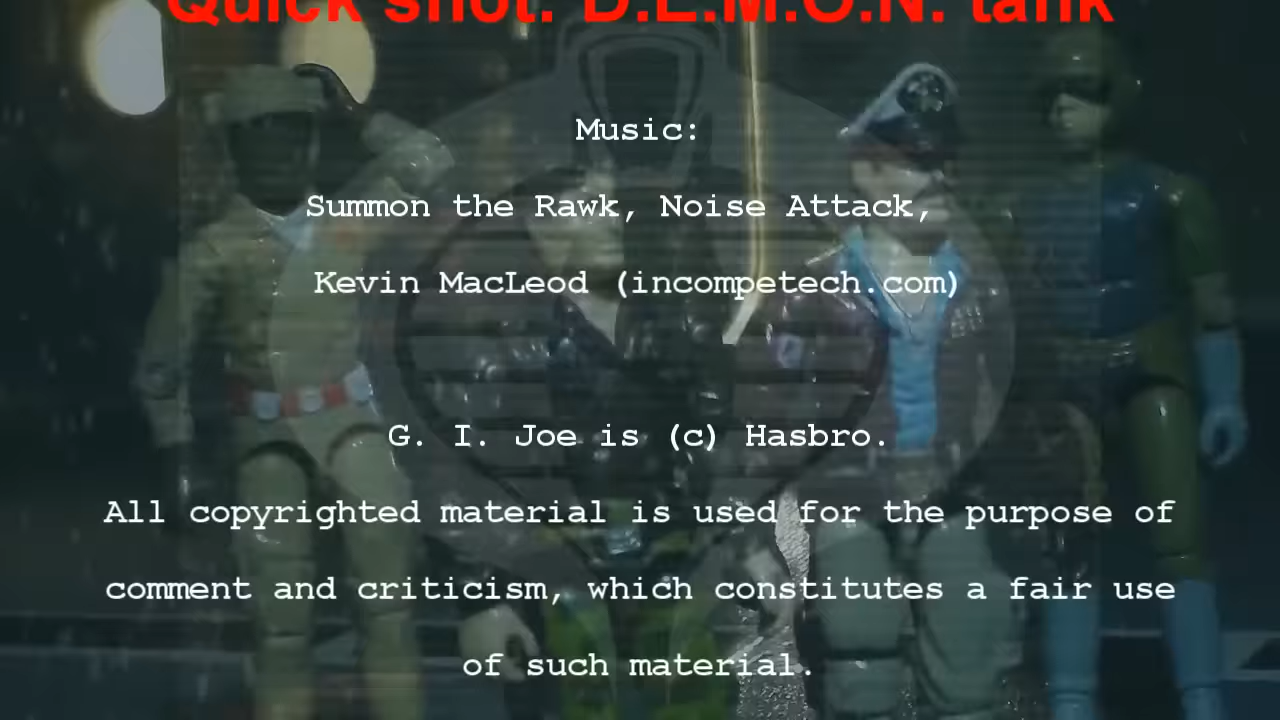 Quick shot: D.E.M.O.N. tank
Music:
Summon the Rawk, Noise Attack,
Kevin MacLeod (incompetech.com)
G. I. Joe is (c) Hasbro.
All copyrighted material is used for the purpose of
comment and criticism, which constitutes a fair use
of such material.